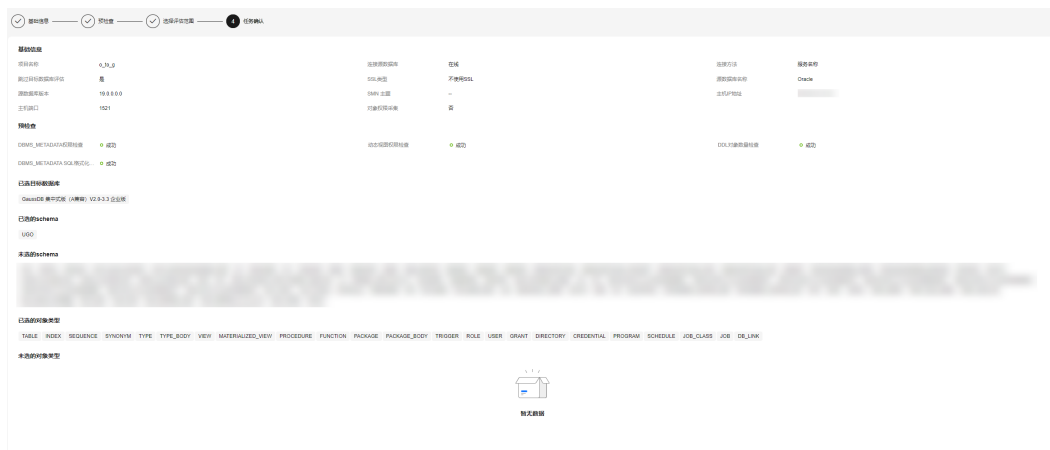 基础信息 预检查 选择评估范围 4 任务确认
基础信息
项目名称 o_to_g 连接源数据库 在线 连接方法 服务名称
跳过目标数据库评估 是 SSL类型 不使用SSL 源数据库名称 Oracle
源数据库版本 19.0.0.0.0 SMN 主题 -- 主机IP地址
主机端口 1521 对象权限采集 否
预检查
DBMS_METADATA权限检查 成功 动态视图权限检查 成功 DDL对象数量检查 成功
DBMS_METADATA SQL格式化... 成功
已选目标数据库
GaussDB 集中式版（A兼容）V2.0-3.3 企业版
已选的schema
UGO
未选的schema
已选的对象类型
TABLE INDEX SEQUENCE SYNONYM TYPE TYPE_BODY VIEW MATERIALIZED_VIEW PROCEDURE FUNCTION PACKAGE PACKAGE_BODY TRIGGER ROLE USER GRANT DIRECTORY CREDENTIAL PROGRAM SCHEDULE JOB_CLASS JOB DB_LINK
未选的对象类型
暂无数据